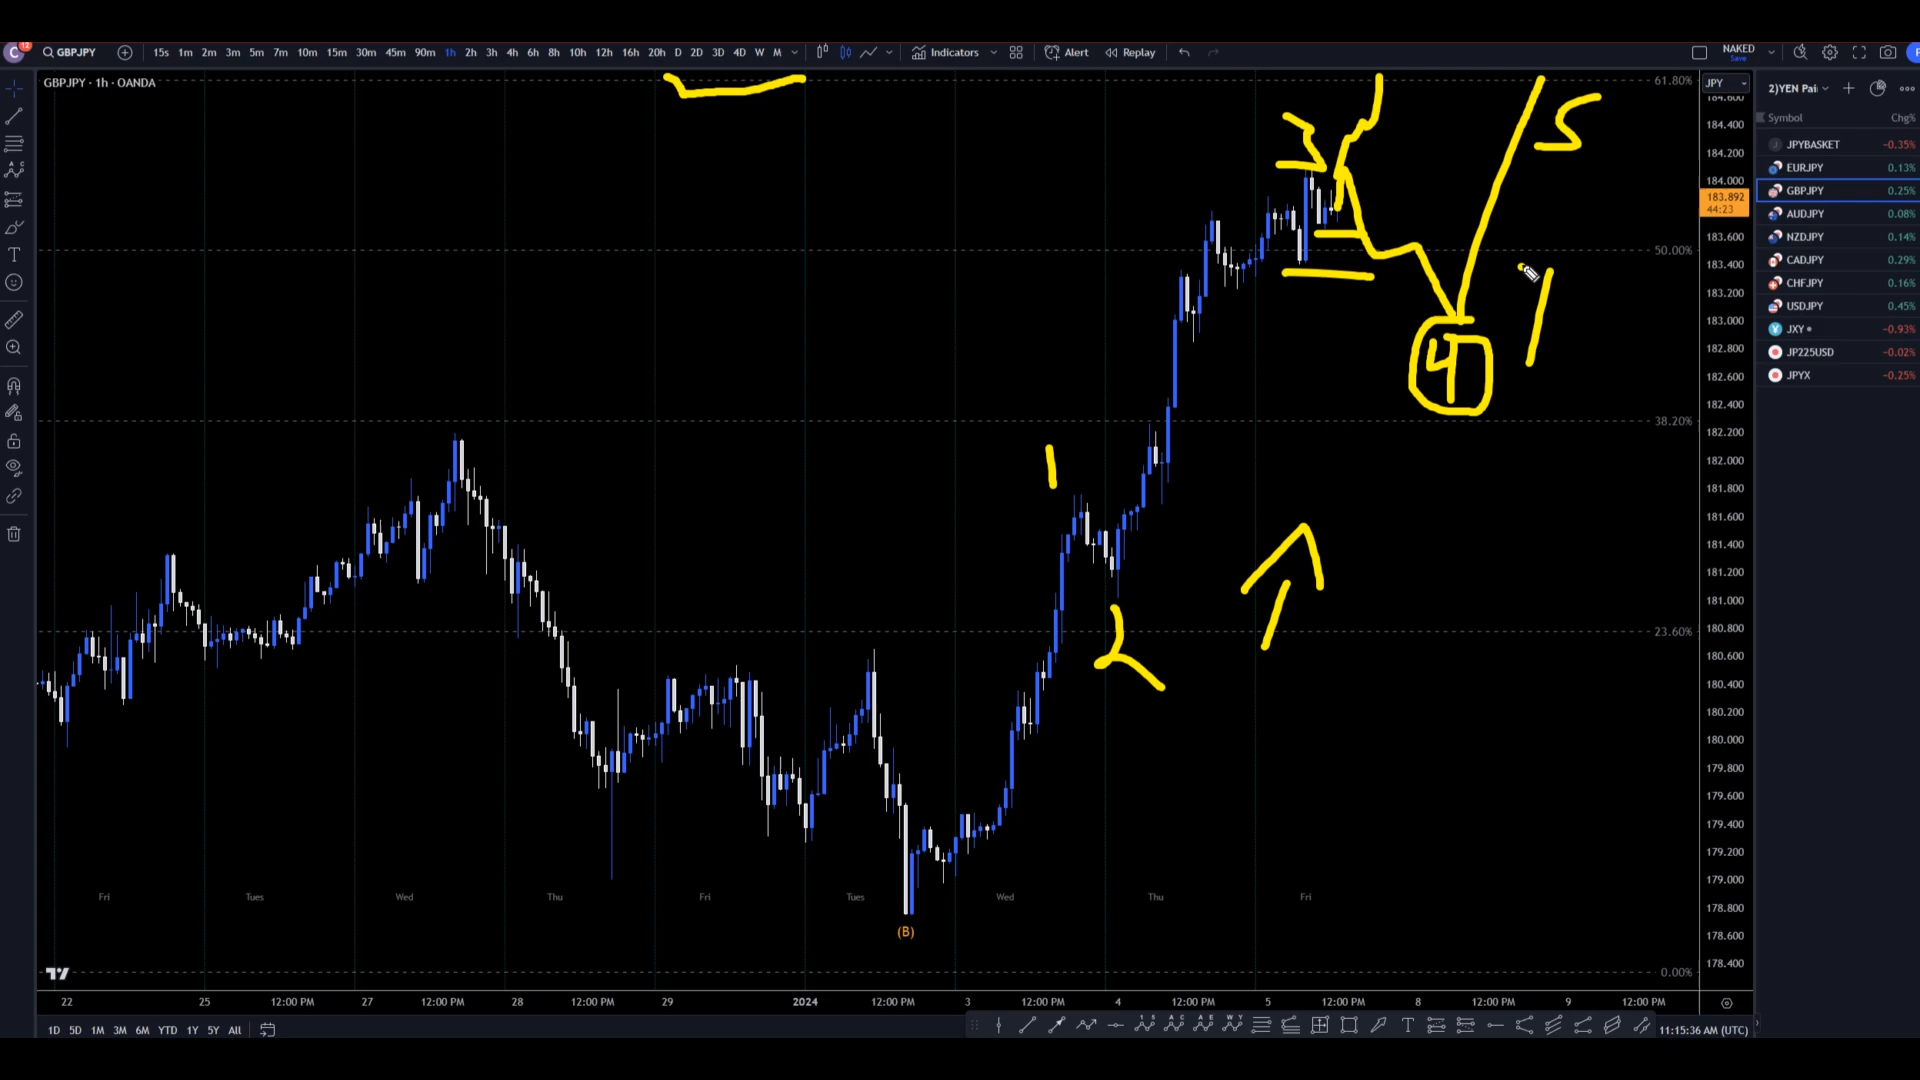 C 12 GBPJPY 15s 1m 2m 3m 5m 7m 10m 15m 30m 45m 90m 1h 2h 3h 4h 6h 8h 10h 12h 16h 20h D 2D 3D 4D W M Indicators Alert Replay NAKED
Save
GBPJPY · 1h · OANDA
61.80%
50.00%
38.20%
23.60%
0.00%
JPY
184.600
184.400
184.200
184.000
183.892
44:23
183.600
183.400
183.200
183.000
182.800
182.600
182.400
182.200
182.000
181.800
181.600
181.400
181.200
181.000
180.800
180.600
180.400
180.200
180.000
179.800
179.600
179.400
179.200
179.000
178.800
178.600
178.400
2)YEN Pai
Symbol Chg%
JPYBASKET -0.35%
EURJPY 0.13%
GBPJPY 0.25%
AUDJPY 0.08%
NZDJPY 0.14%
CADJPY 0.29%
CHFJPY 0.16%
USDJPY 0.45%
JXY -0.93%
JP225USD -0.02%
JPYX -0.25%
3
5
4
1
2
(B)
Fri Tues Wed Thu Fri Tues Wed Thu Fri
22 25 12:00 PM 27 12:00 PM 28 12:00 PM 29 2024 12:00 PM 3 12:00 PM 4 12:00 PM 5 12:00 PM 8 12:00 PM 9 12:00 PM
1D 5D 1M 3M 6M YTD 1Y 5Y All
11:15:36 AM (UTC)